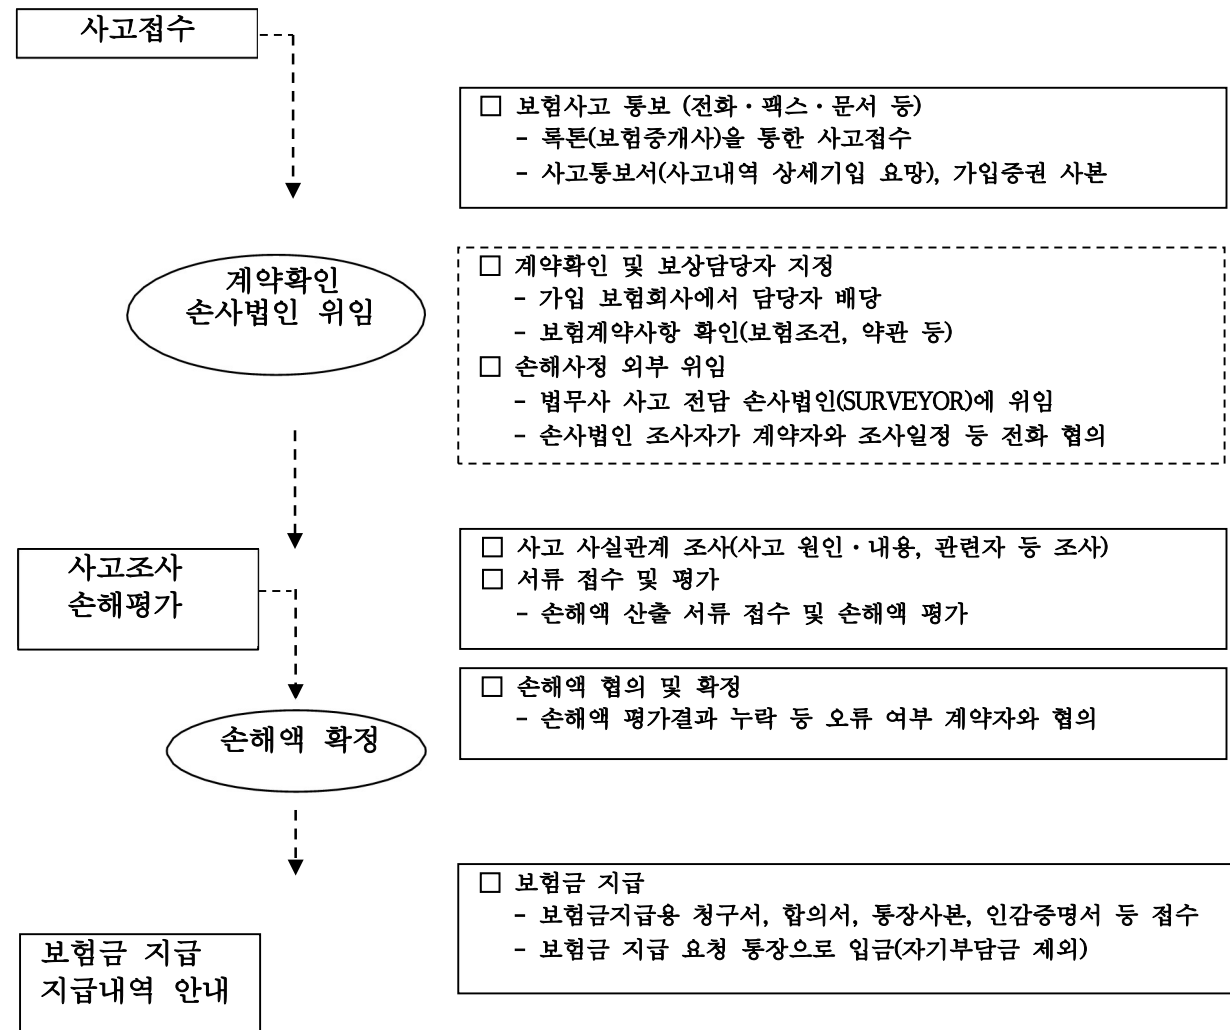 사고접수
□ 보험사고 통보 (전화·팩스·문서 등)
- 록톤(보험중개사)을 통한 사고접수
- 사고통보서(사고내역 상세기입 요망), 가입증권 사본
계약확인
손사법인 위임
□ 계약확인 및 보상담당자 지정
- 가입 보험회사에서 담당자 배당
- 보험계약사항 확인(보험조건, 약관 등)
□ 손해사정 외부 위임
- 법무사 사고 전담 손사법인(SURVEYOR)에 위임
- 손사법인 조사자가 계약자와 조사일정 등 전화 협의
사고조사
손해평가
□ 사고 사실관계 조사(사고 원인·내용, 관련자 등 조사)
□ 서류 접수 및 평가
- 손해액 산출 서류 접수 및 손해액 평가
손해액 확정
□ 손해액 협의 및 확정
- 손해액 평가결과 누락 등 오류 여부 계약자와 협의
보험금 지급
지급내역 안내
□ 보험금 지급
- 보험금지급용 청구서, 합의서, 통장사본, 인감증명서 등 접수
- 보험금 지급 요청 통장으로 입금(자기부담금 제외)